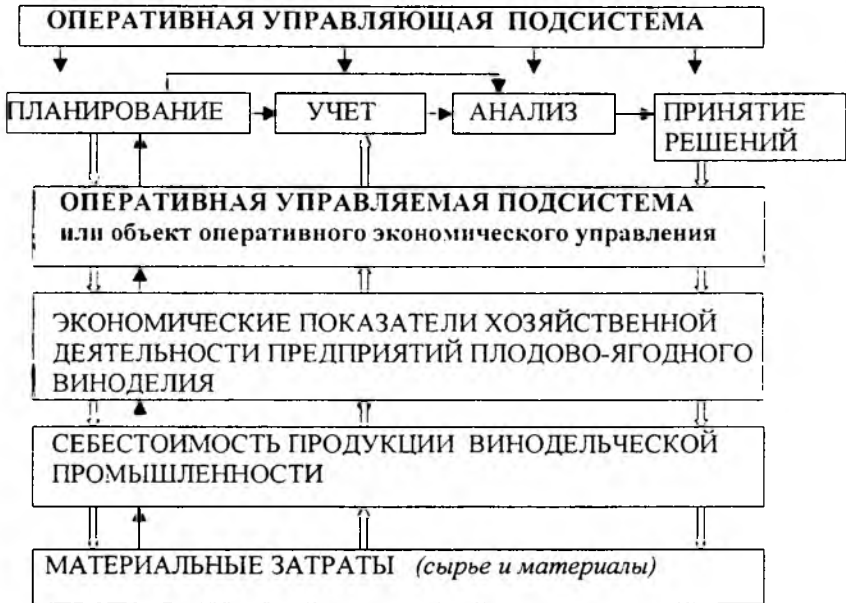 ОПЕРАТИВНАЯ УПРАВЛЯЮЩАЯ ПОДСИСТЕМА
ПЛАНИРОВАНИЕ
УЧЕТ
АНАЛИЗ
ПРИНЯТИЕ
РЕШЕНИЙ
ОПЕРАТИВНАЯ УПРАВЛЯЕМАЯ ПОДСИСТЕМА
или объект оперативного экономического управления
ЭКОНОМИЧЕСКИЕ ПОКАЗАТЕЛИ ХОЗЯЙСТВЕННОЙ
ДЕЯТЕЛЬНОСТИ ПРЕДПРИЯТИЙ ПЛОДОВО-ЯГОДНОГО
ВИНОДЕЛИЯ
СЕБЕСТОИМОСТЬ ПРОДУКЦИИ ВИНОДЕЛЬЧЕСКОЙ
ПРОМЫШЛЕННОСТИ
МАТЕРИАЛЬНЫЕ ЗАТРАТЫ (сырье и материалы)